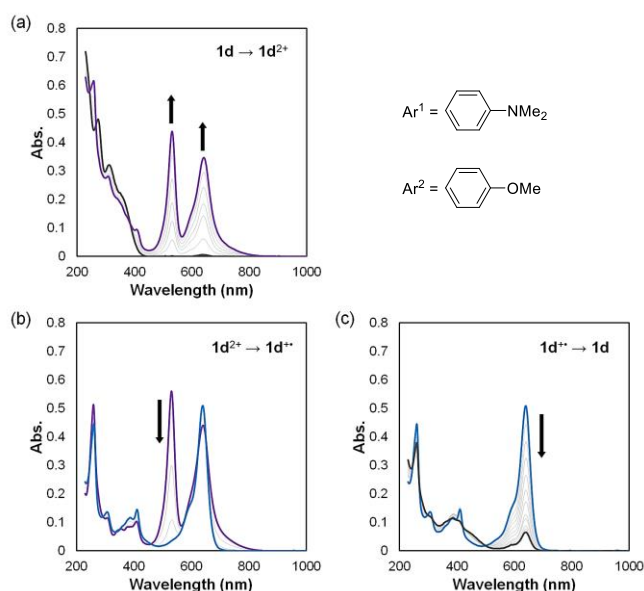 (a)
1d → 1d2+
Abs.
0.8
0.7
0.6
0.5
0.4
0.3
0.2
0.1
0
200 400 600 800 1000
Wavelength (nm)
Ar1 = NMe2
Ar2 = OMe
(b)
1d2+ → 1d+•
Abs.
0.8
0.7
0.6
0.5
0.4
0.3
0.2
0.1
0
200 400 600 800 1000
Wavelength (nm)
(c)
1d+• → 1d
Abs.
0.8
0.7
0.6
0.5
0.4
0.3
0.2
0.1
0
200 400 600 800 1000
Wavelength (nm)